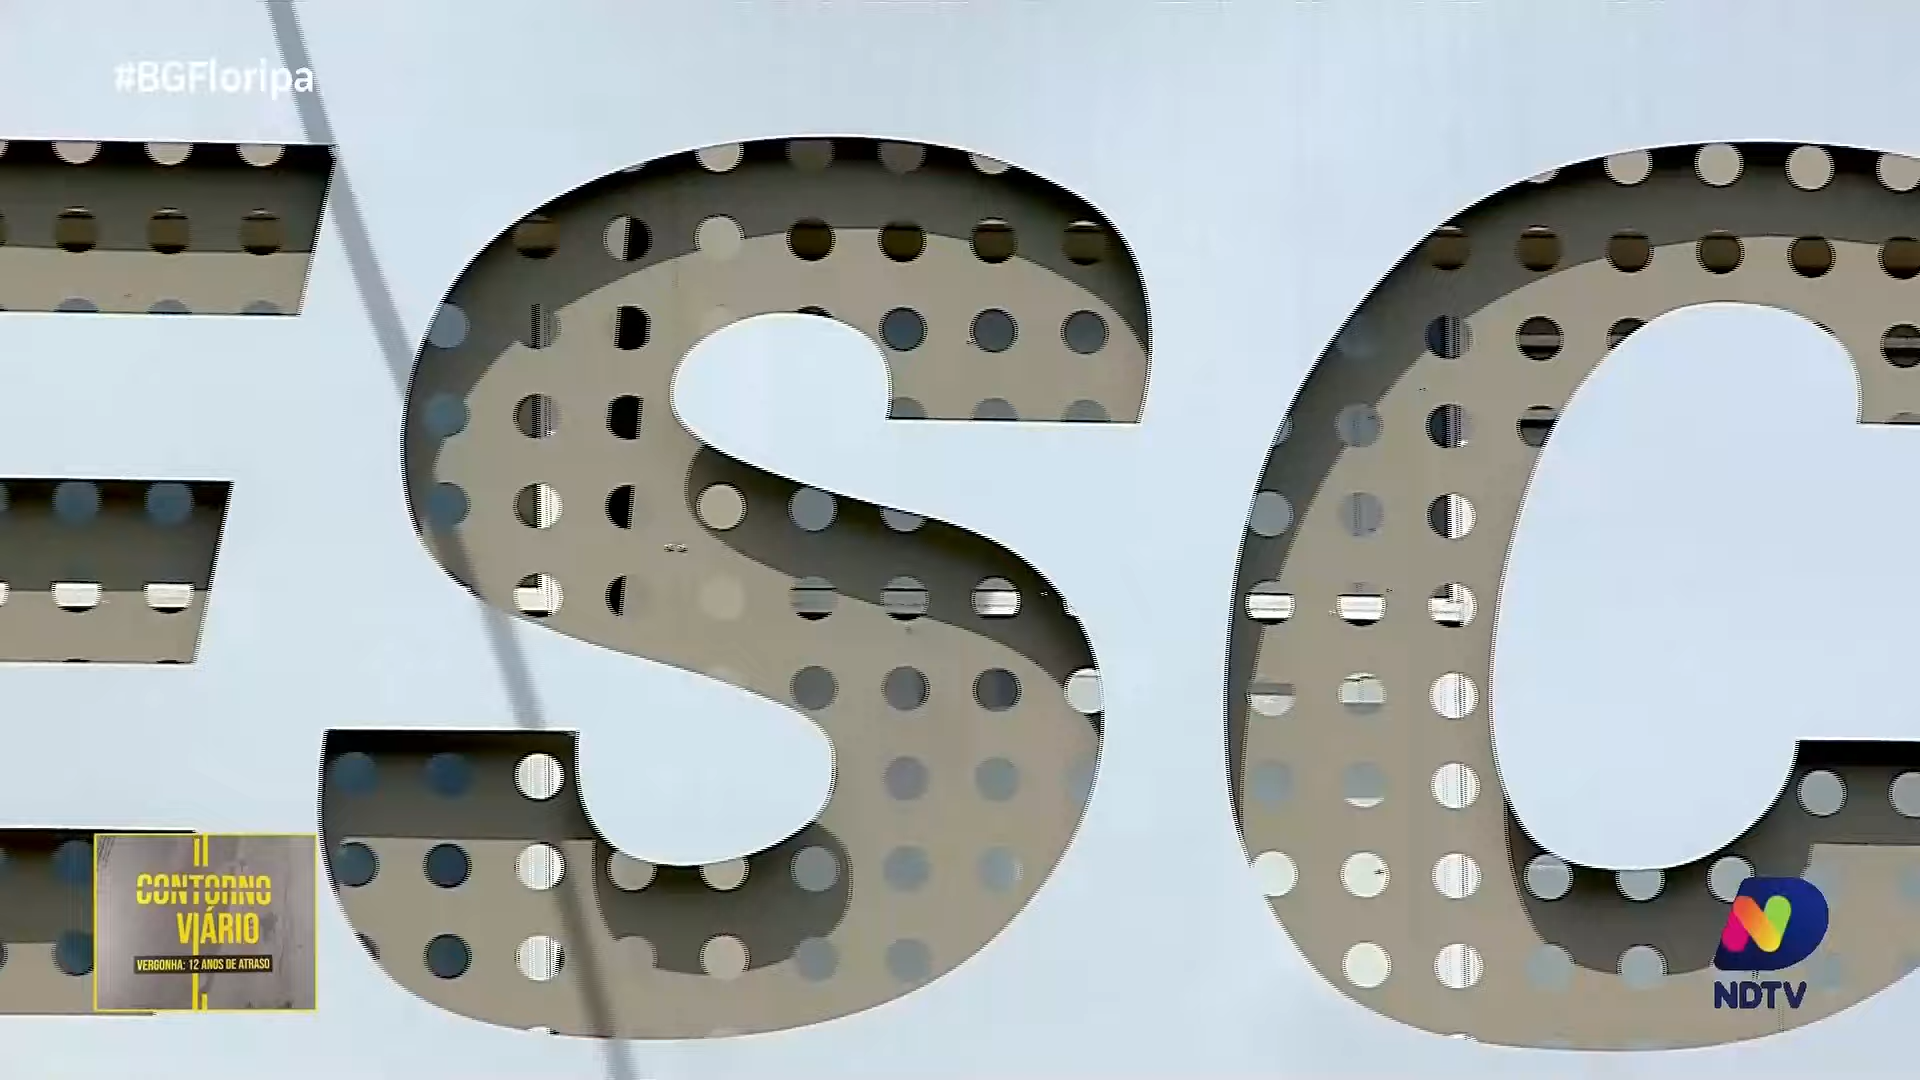 #BGFloripa
ESC
CONTORNO
VIÁRIO
VERGONHA: 12 ANOS DE ATRASO
NDTV